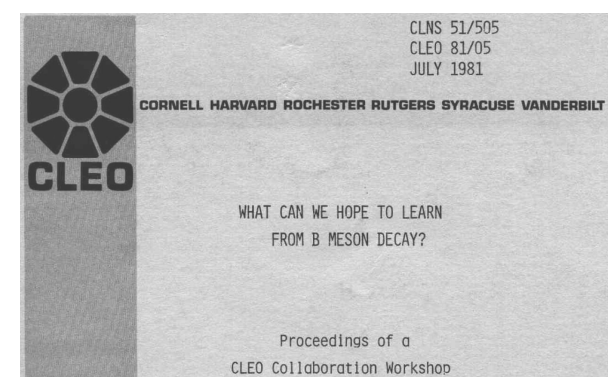 CLNS 51/505
CLEO 81/05
JULY 1981
CORNELL HARVARD ROCHESTER RUTGERS SYRACUSE VANDERBILT
CLEO
WHAT CAN WE HOPE TO LEARN
FROM B MESON DECAY?
Proceedings of a
CLEO Collaboration Workshop